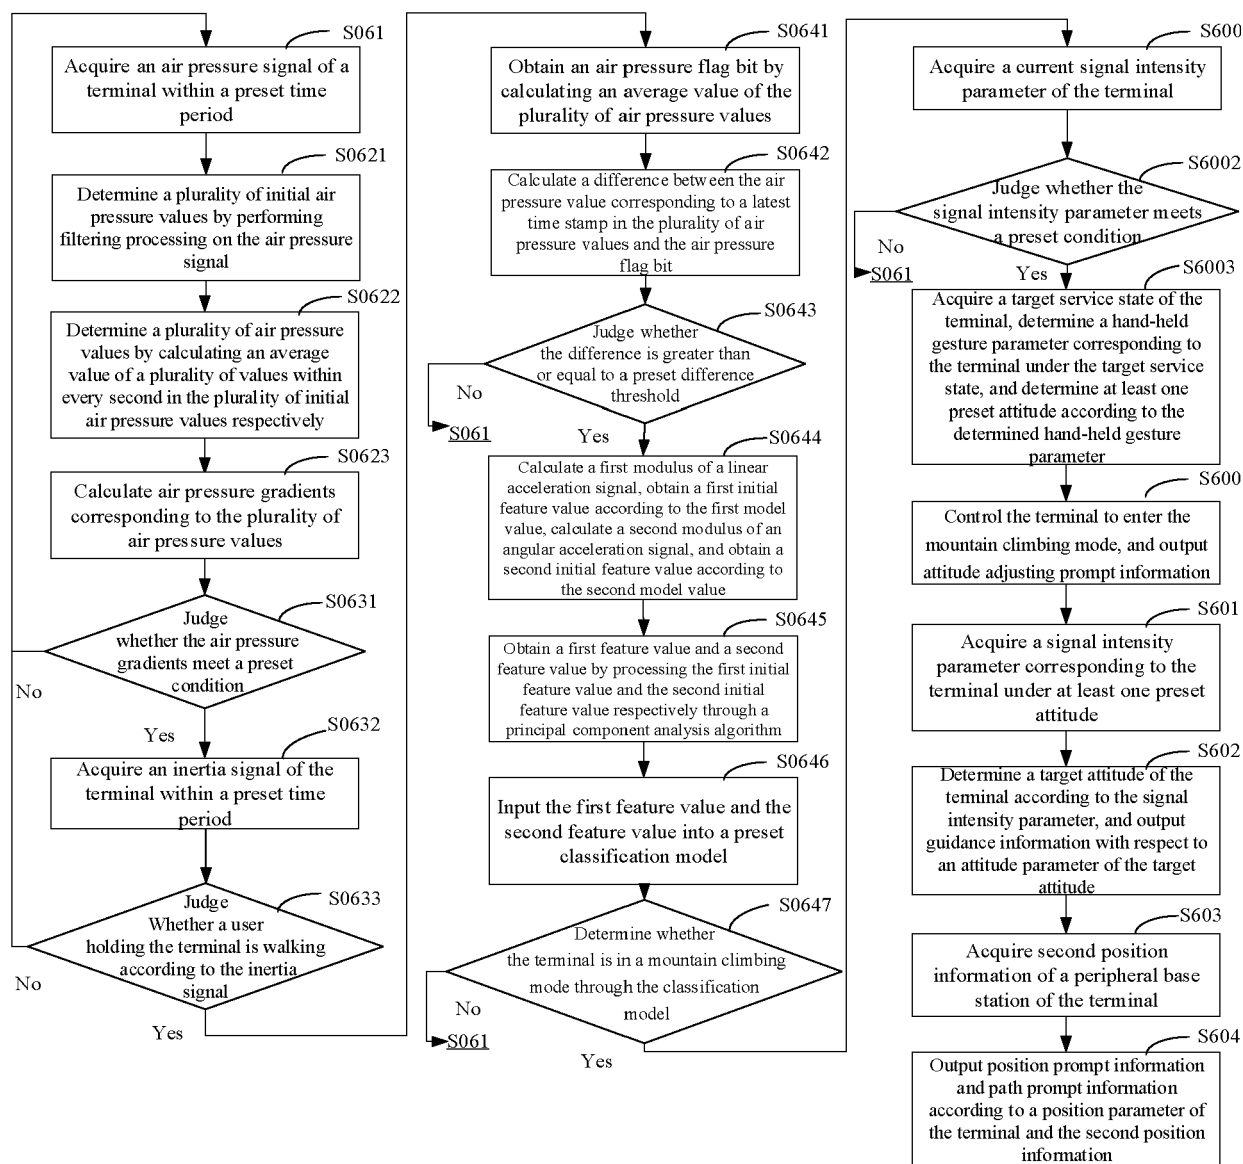 S061
Acquire an air pressure signal of a
terminal within a preset time
period
S0621
Determine a plurality of initial air
pressure values by performing
filtering processing on the air pressure
signal
S0622
Determine a plurality of air pressure
values by calculating an average
value of a plurality of values within
every second in the plurality of initial
air pressure values respectively
S0623
Calculate air pressure gradients
corresponding to the plurality of
air pressure values
S0631
Judge
whether the air pressure
gradients meet a preset
condition
No
Yes
S0632
Acquire an inertia signal of the
terminal within a preset time
period
S0633
Judge
Whether a user
holding the terminal is walking
according to the inertia
signal
No
Yes
S0641
Obtain an air pressure flag bit by
calculating an average value of the
plurality of air pressure values
S0642
Calculate a difference between the air
pressure value corresponding to a latest
time stamp in the plurality of air
pressure values and the air pressure
flag bit
S0643
Judge whether
the difference is greater than
or equal to a preset difference
threshold
No
S061
Yes
S0644
Calculate a first modulus of a linear
acceleration signal, obtain a first initial
feature value according to the first model
value, calculate a second modulus of an
angular acceleration signal, and obtain a
second initial feature value according to
the second model value
S0645
Obtain a first feature value and a second
feature value by processing the first initial
feature value and the second initial
feature value respectively through a
principal component analysis algorithm
S0646
Input the first feature value and the
second feature value into a preset
classification model
S0647
Determine whether
the terminal is in a mountain climbing
mode through the classification
model
No
S061
Yes
S600
Acquire a current signal intensity
parameter of the terminal
S6002
Judge whether the
signal intensity parameter meets
a preset condition
No
S061
Yes
S6003
Acquire a target service state of the
terminal, determine a hand-held
gesture parameter corresponding to
the terminal under the target service
state, and determine at least one
preset attitude according to the
determined hand-held gesture
parameter
S600
Control the terminal to enter the
mountain climbing mode, and output
attitude adjusting prompt information
S601
Acquire a signal intensity
parameter corresponding to the
terminal under at least one preset
attitude
S602
Determine a target attitude of the
terminal according to the signal
intensity parameter, and output
guidance information with respect to
an attitude parameter of the target
attitude
S603
Acquire second position
information of a peripheral base
station of the terminal
S604
Output position prompt information
and path prompt information
according to a position parameter of
the terminal and the second position
information